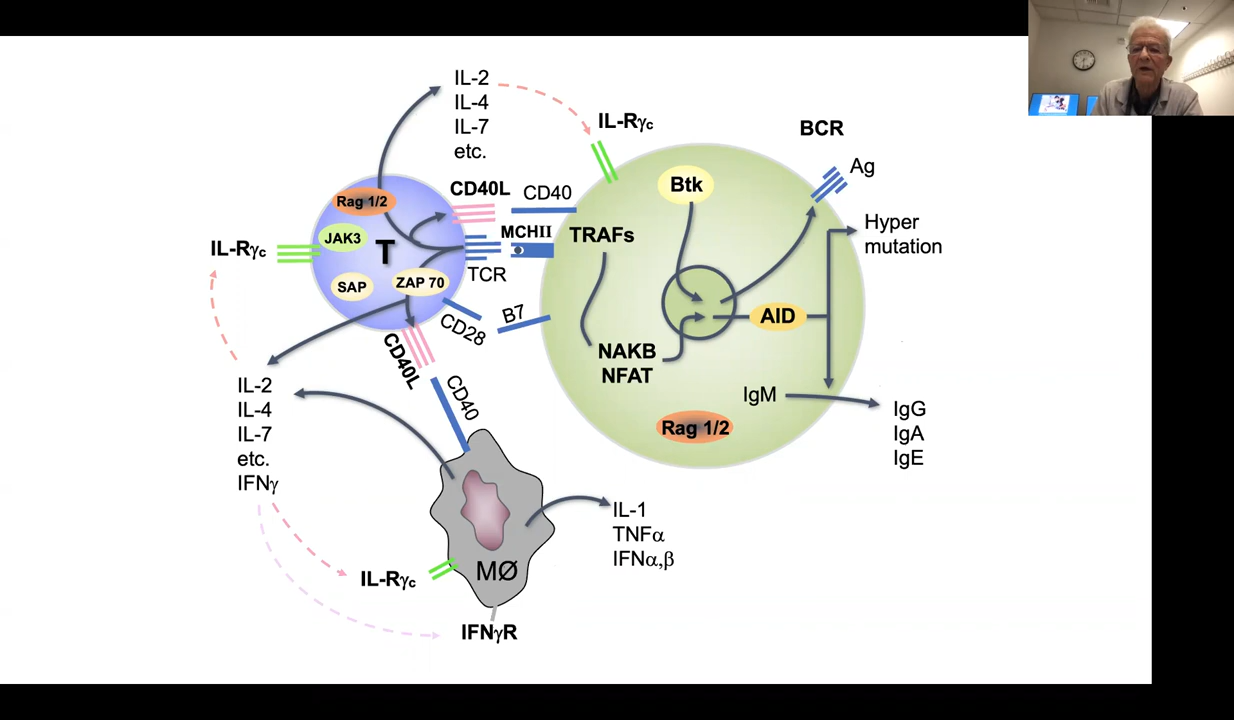 IL-2
IL-4
IL-7
etc.
IL-Rγc
BCR
Ag
Btk
Rag 1/2
CD40L
CD40
Hyper
mutation
IL-Rγc
JAK3
T
MCHII
TRAFs
TCR
SAP
ZAP 70
CD28
B7
AID
CD40L
CD40
NAKB
NFAT
IL-2
IL-4
IL-7
etc.
IFNγ
IgM
IgG
IgA
IgE
Rag 1/2
IL-1
TNFα
IFNα,β
MØ
IL-Rγc
IFNγR